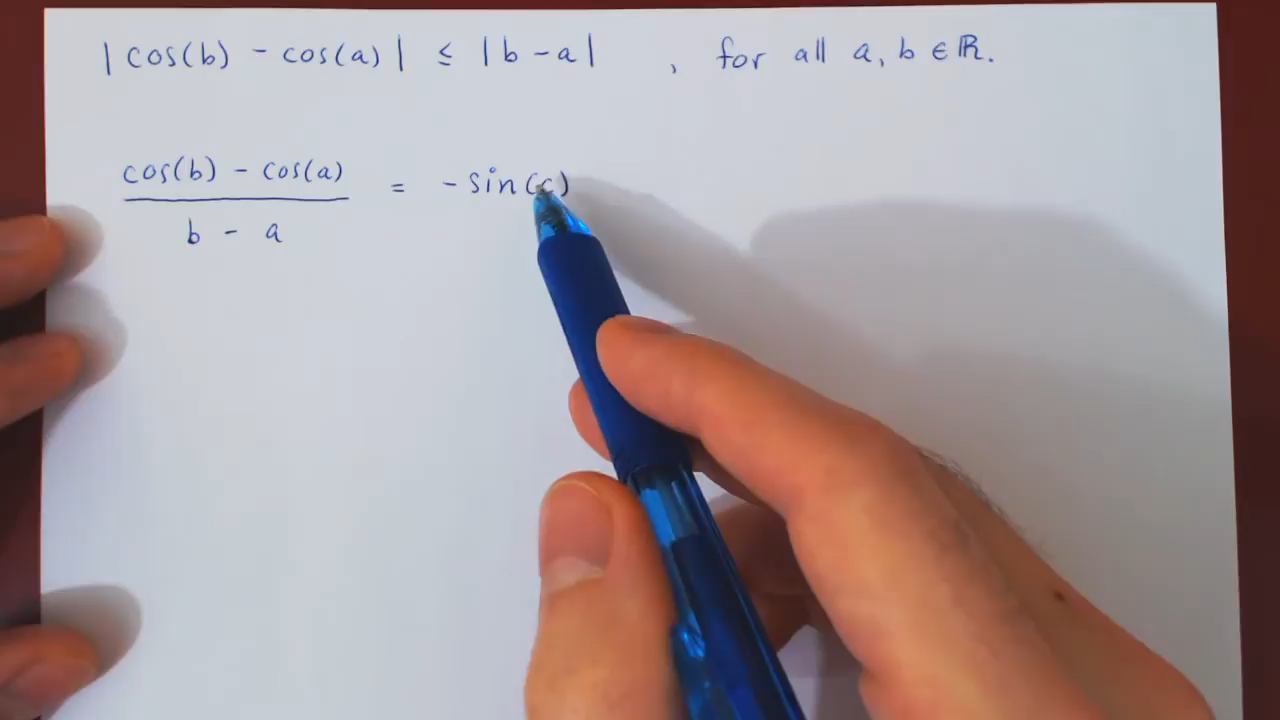 |cos(b) - cos(a)| ≤ |b - a| , for all a, b ∈ ℝ.
cos(b) - cos(a)
= - sin(c)
b - a